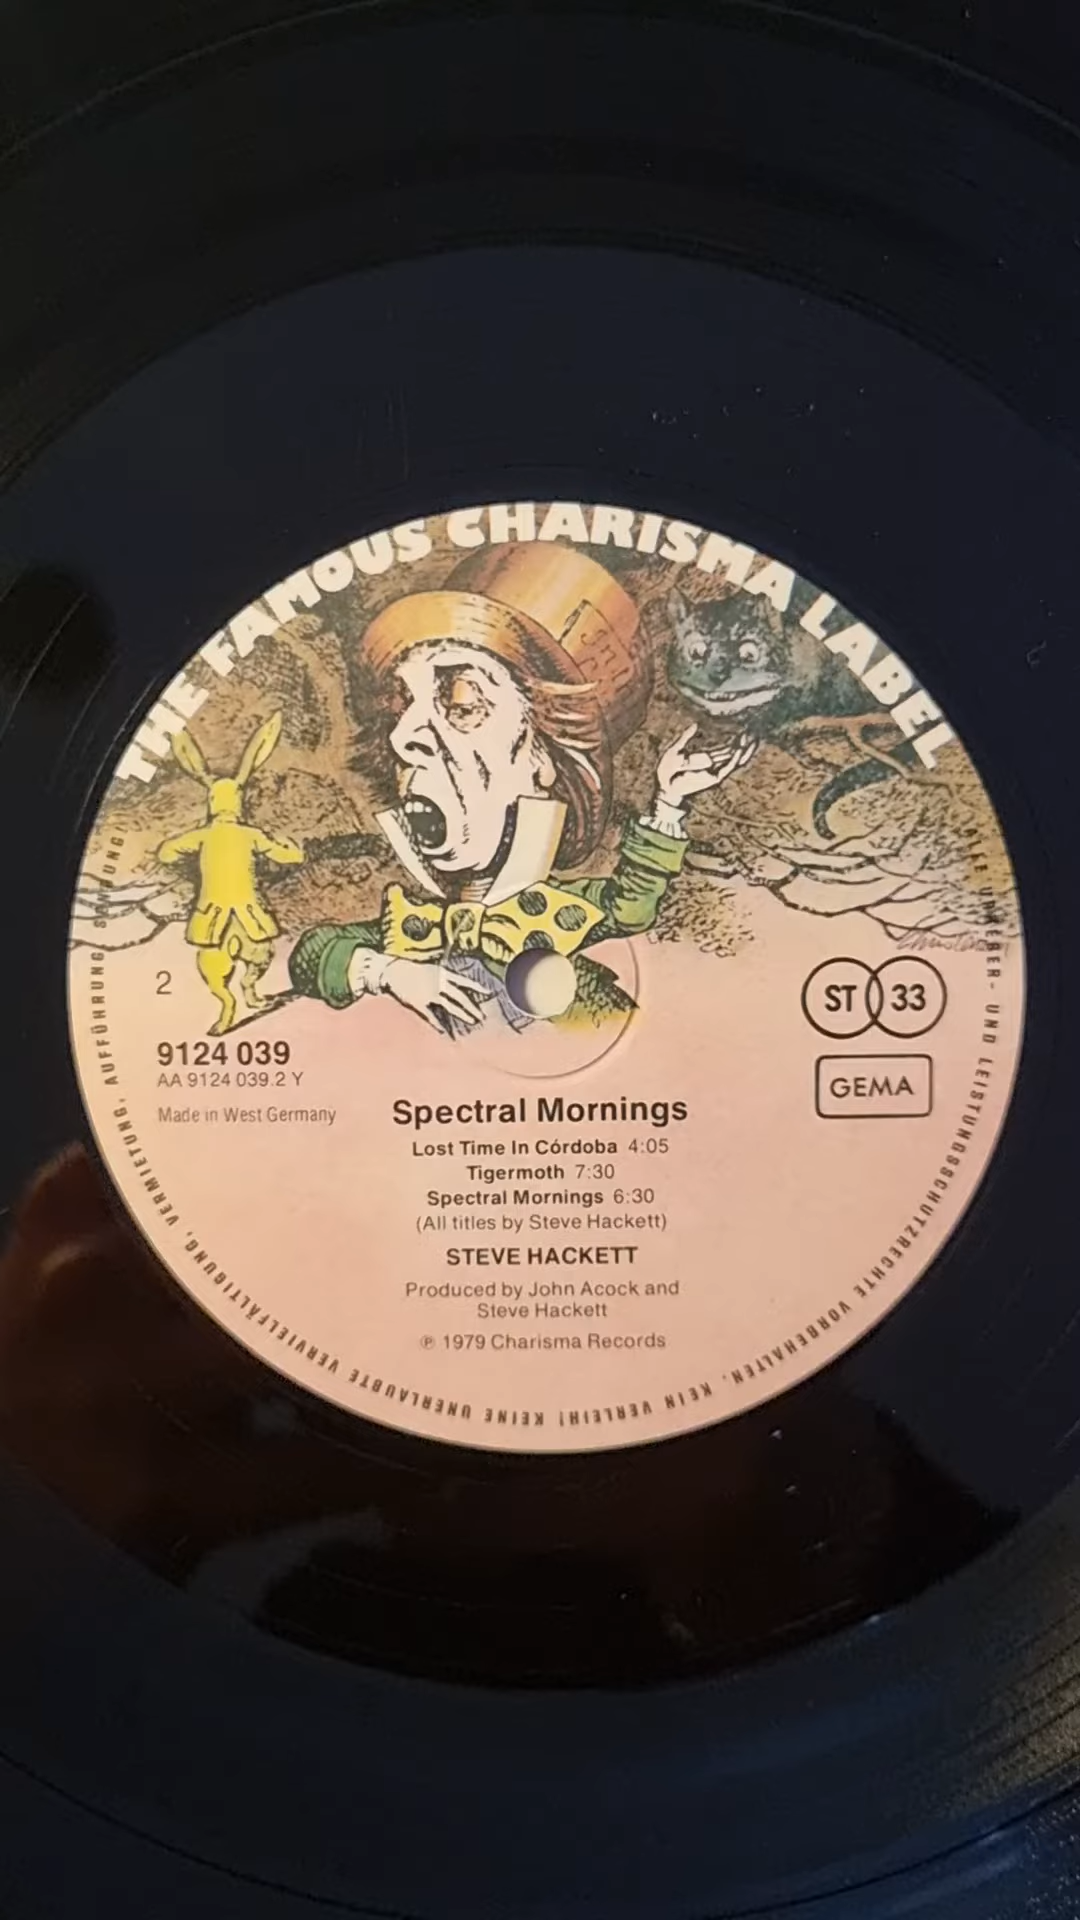 THE FAMOUS CHARISMA LABEL
2
9124 039
AA 9124 039.2 Y
Made in West Germany
ST 33
GEMA
Spectral Mornings
Lost Time In Córdoba 4:05
Tigermoth 7:30
Spectral Mornings 6:30
(All titles by Steve Hackett)
STEVE HACKETT
Produced by John Acock and
Steve Hackett
℗ 1979 Charisma Records
ALLE URHEBER- UND LEISTUNGSSCHUTZRECHTE VORBEHALTEN. KEIN VERLEIH! KEINE UNERLAUBTE VERVIELFÄLTIGUNG, VERMIETUNG, AUFFÜHRUNG, SENDUNG!